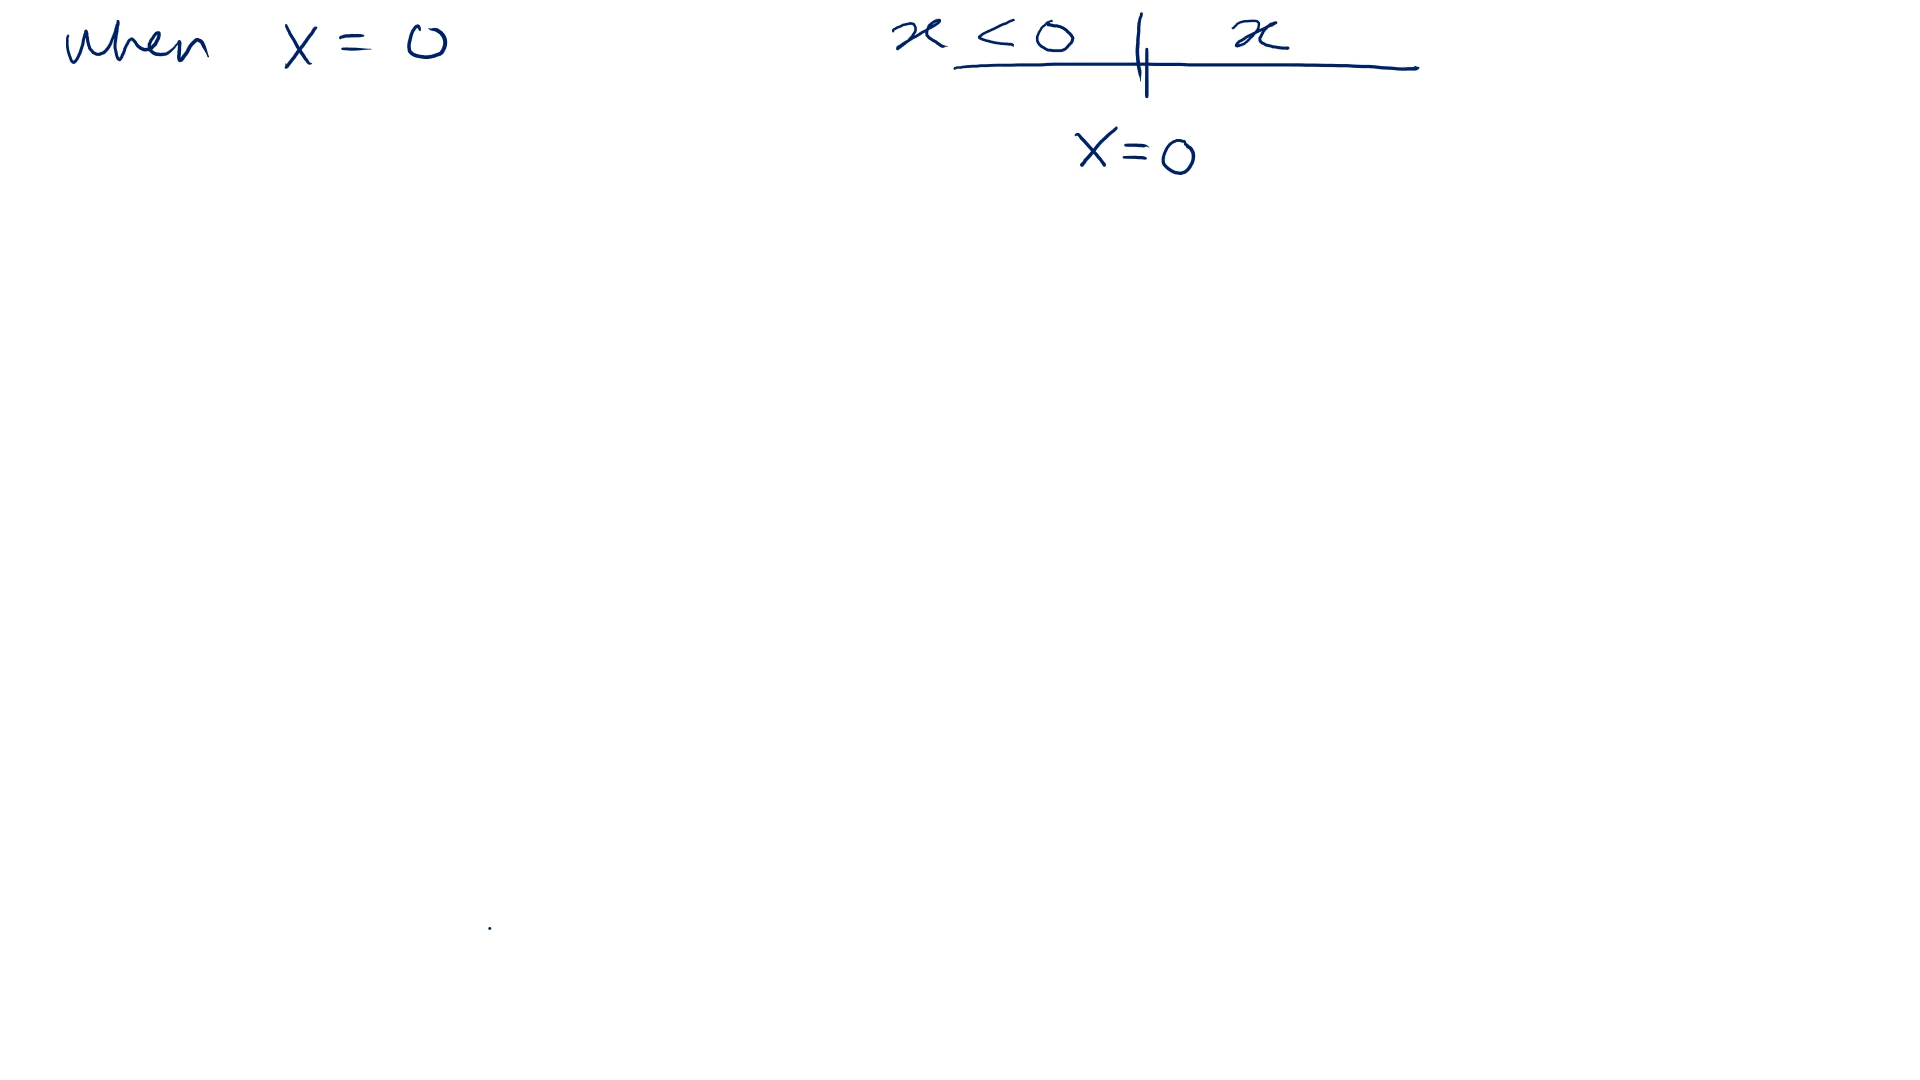 when x = 0
x < 0 | x
x = 0